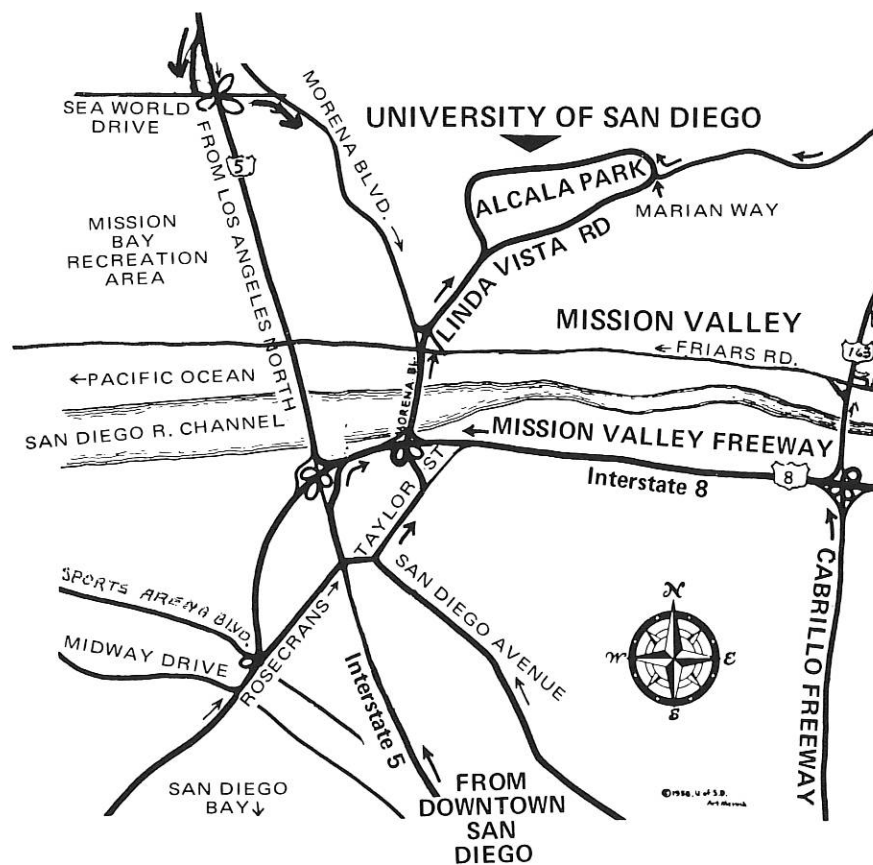 SEA WORLD
DRIVE
MORENA BLVD.
UNIVERSITY OF SAN DIEGO
FROM LOS ANGELES NORTH
5
ALCALA PARK
MARIAN WAY
LINDA VISTA RD
MISSION
BAY
RECREATION
AREA
MISSION VALLEY
FRIARS RD.
163
PACIFIC OCEAN
MORENA BL.
SAN DIEGO R. CHANNEL
MISSION VALLEY FREEWAY
Interstate 8
8
TAYLOR ST
SPORTS ARENA BLVD.
MIDWAY DRIVE
ROSECRANS
SAN DIEGO AVENUE
Interstate 5
CABRILLO FREEWAY
N
W
E
S
SAN DIEGO
BAY
FROM
DOWNTOWN
SAN
DIEGO
U of S.D.